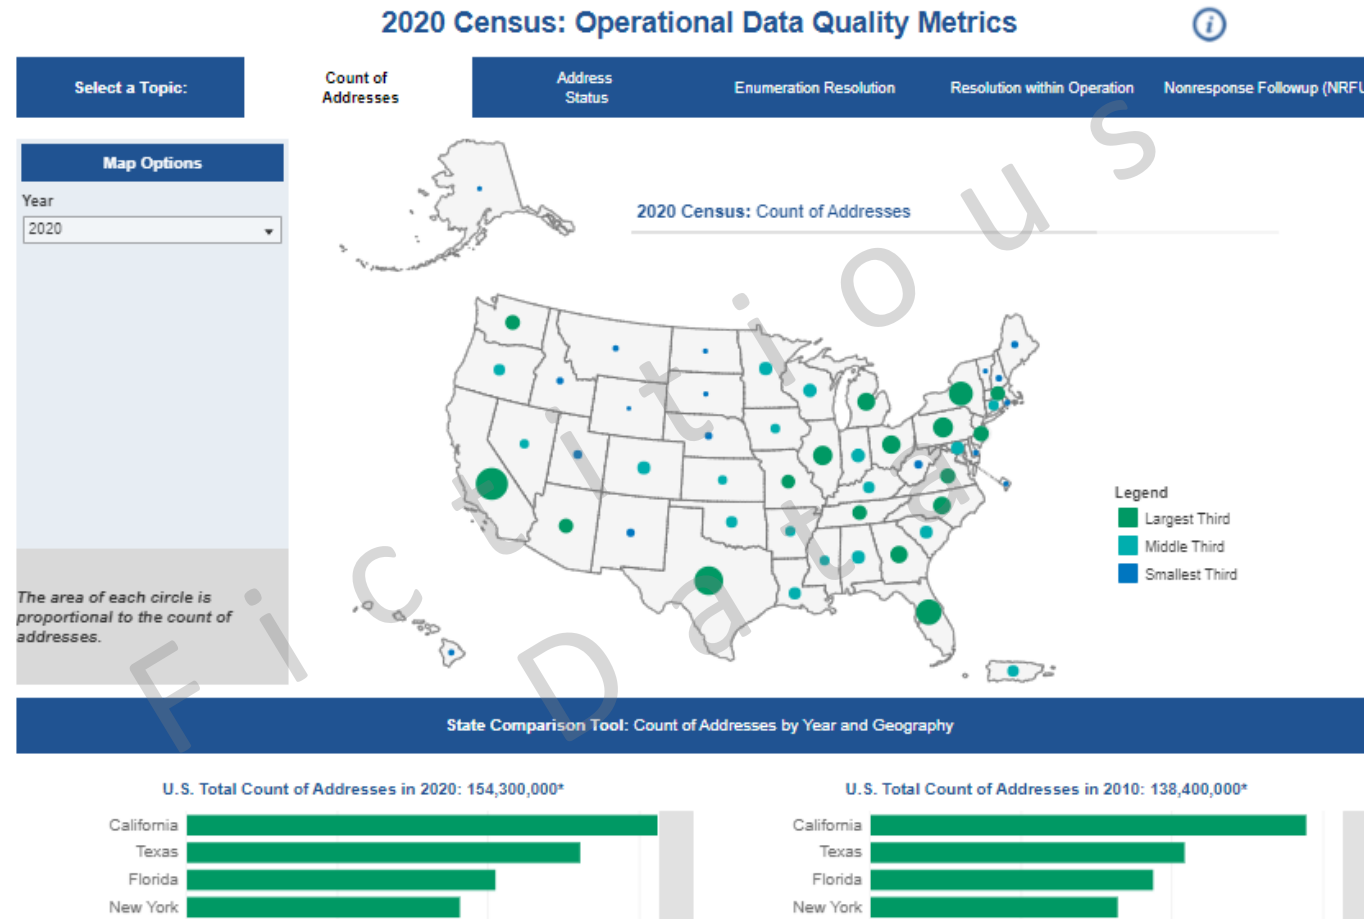 2020 Census: Operational Data Quality Metrics
i
Select a Topic:
Count of
Addresses
Address
Status
Enumeration Resolution
Resolution within Operation
Nonresponse Followup (NRFU
Map Options
Year
2020
2020 Census: Count of Addresses
Legend
Largest Third
Middle Third
Smallest Third
The area of each circle is
proportional to the count of
addresses.
Fictitious
Data
State Comparison Tool: Count of Addresses by Year and Geography
U.S. Total Count of Addresses in 2020: 154,300,000*
California
Texas
Florida
New York
U.S. Total Count of Addresses in 2010: 138,400,000*
California
Texas
Florida
New York